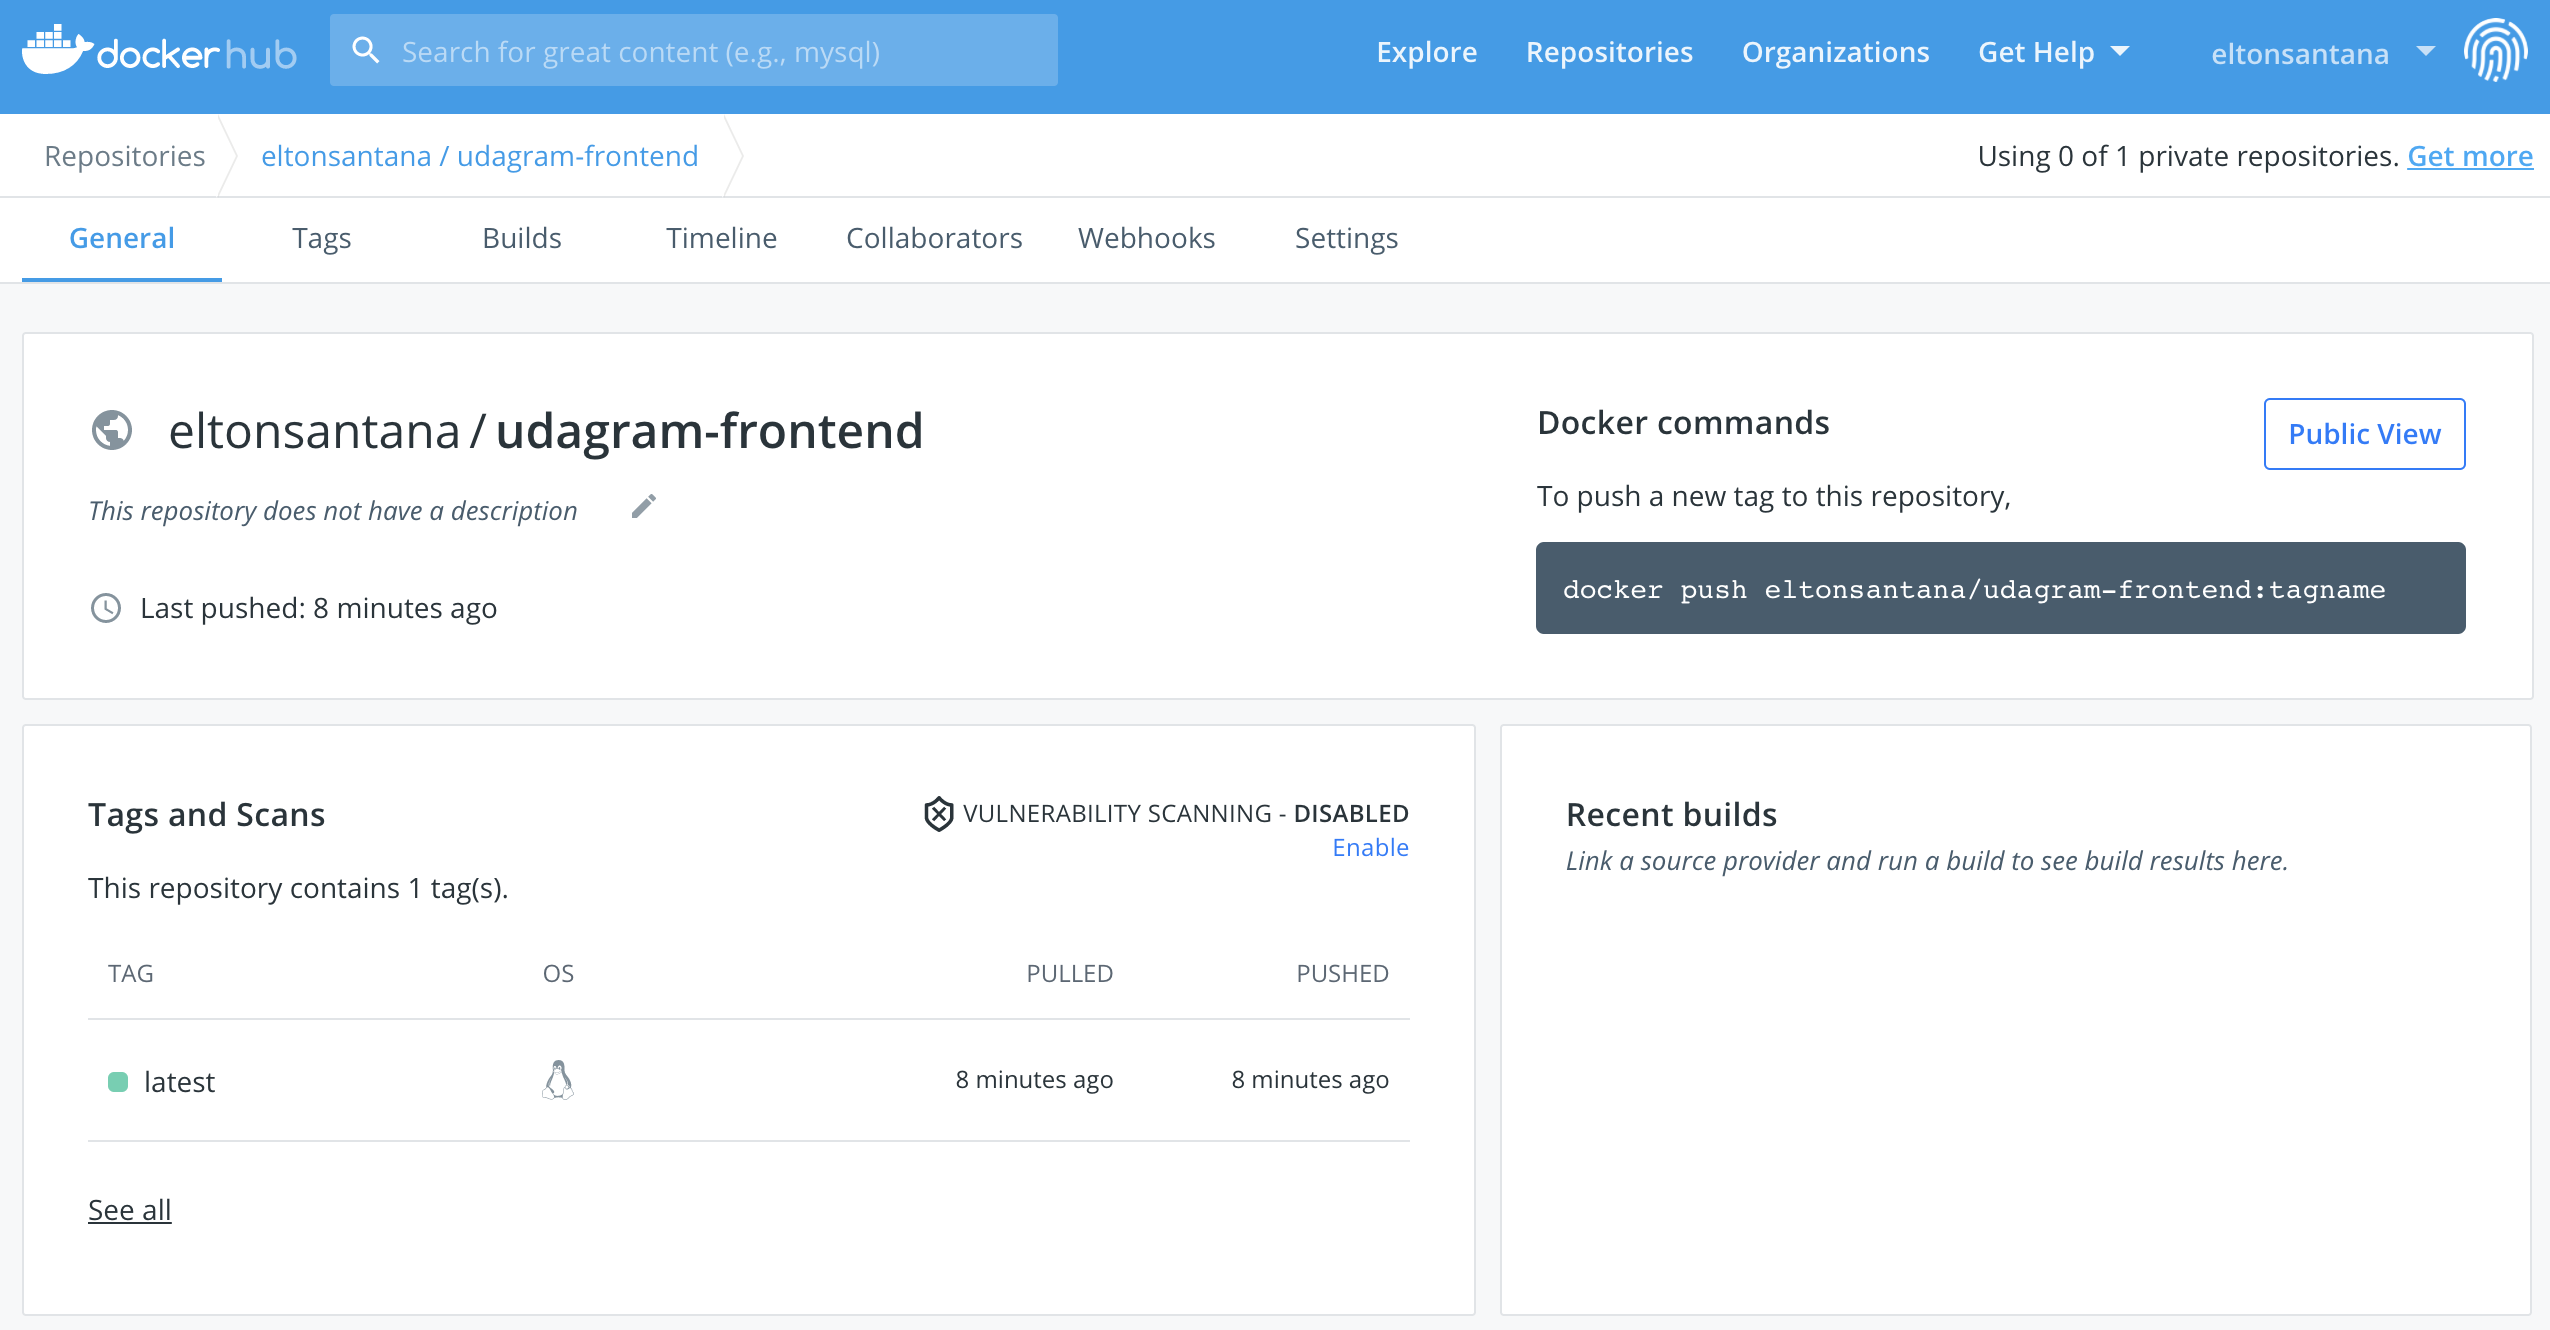 docker hub
Search for great content (e.g., mysql)
Explore
Repositories
Organizations
Get Help
eltonsantana
Repositories
eltonsantana / udagram-frontend
Using 0 of 1 private repositories. Get more
General
Tags
Builds
Timeline
Collaborators
Webhooks
Settings
eltonsantana / udagram-frontend
This repository does not have a description
Last pushed: 8 minutes ago
Docker commands
Public View
To push a new tag to this repository,
docker push eltonsantana/udagram-frontend:tagname
Tags and Scans
VULNERABILITY SCANNING - DISABLED
Enable
This repository contains 1 tag(s).
TAG
OS
PULLED
PUSHED
latest
8 minutes ago
8 minutes ago
See all
Recent builds
Link a source provider and run a build to see build results here.